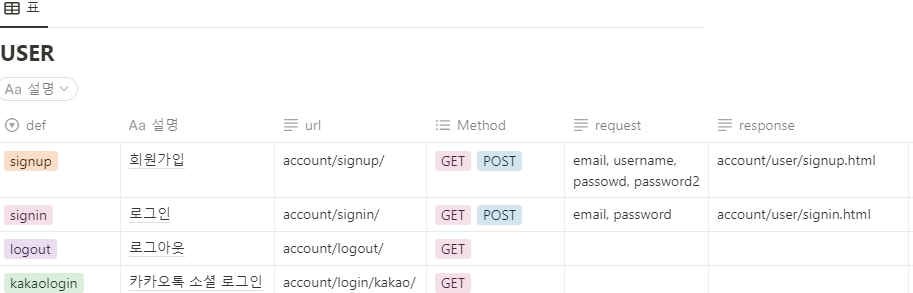 표
USER
Aa 설명
def Aa 설명 url Method request response
signup 회원가입 account/signup/ GET POST email, username, account/user/signup.html
passowd, password2
signin 로그인 account/signin/ GET POST email, password account/user/signin.html
logout 로그아웃 account/logout/ GET
kakaologin 카카오톡 소셜 로그인 account/login/kakao/ GET